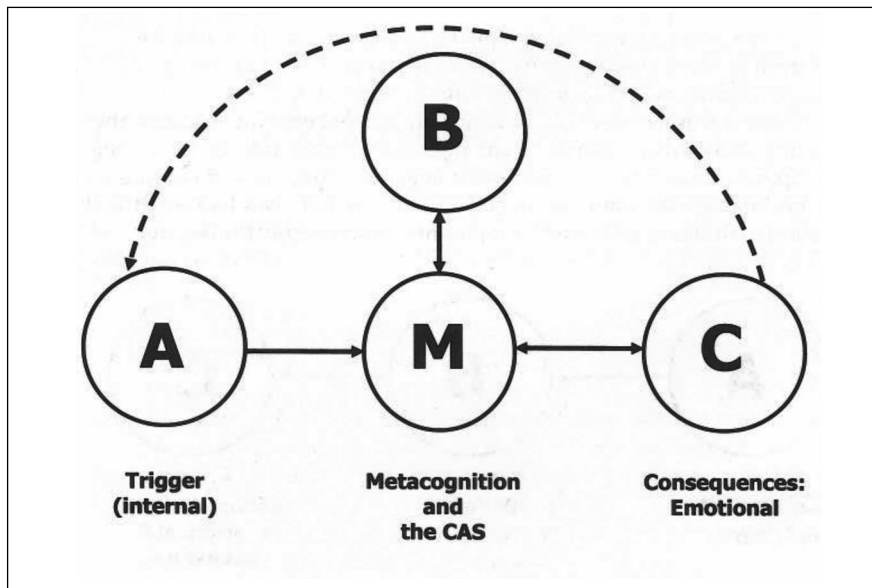 B
A
M
C
Trigger
(internal)
Metacognition
and
the CAS
Consequences:
Emotional